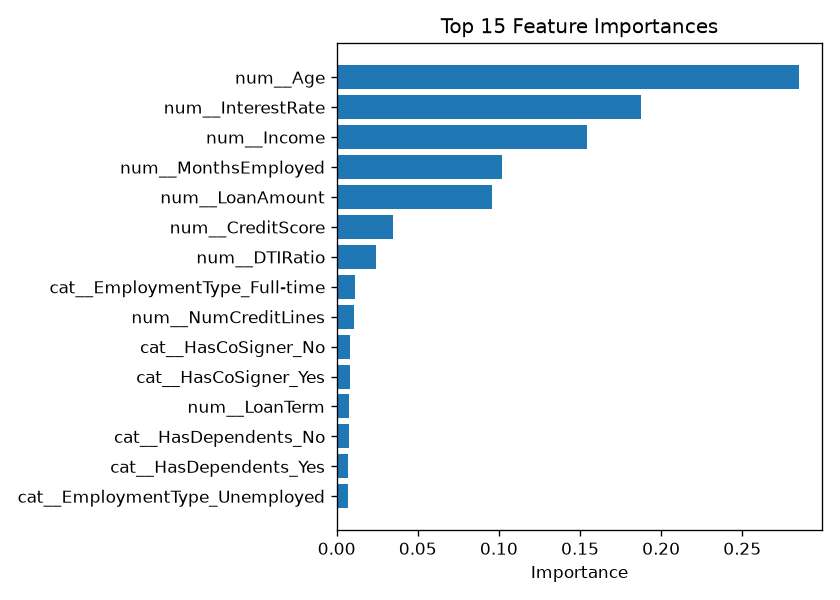 Top 15 Feature Importances
num__Age
num__InterestRate
num__Income
num__MonthsEmployed
num__LoanAmount
num__CreditScore
num__DTIRatio
cat__EmploymentType_Full-time
num__NumCreditLines
cat__HasCoSigner_No
cat__HasCoSigner_Yes
num__LoanTerm
cat__HasDependents_No
cat__HasDependents_Yes
cat__EmploymentType_Unemployed
0.00 0.05 0.10 0.15 0.20 0.25
Importance